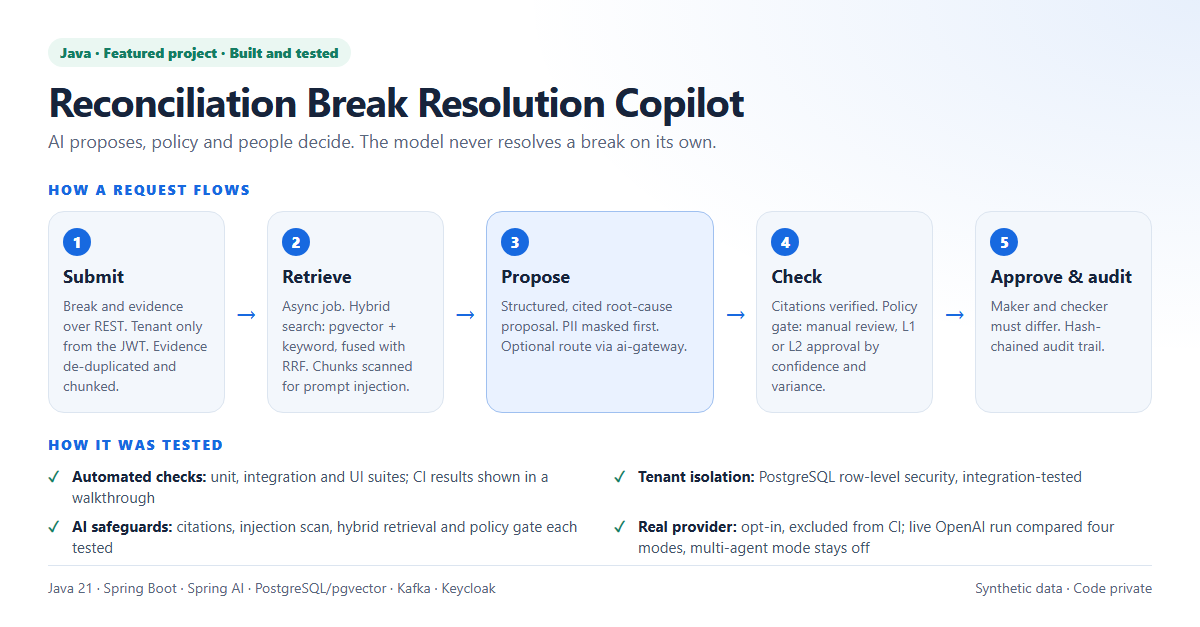 Java · Featured project · Built and tested
Reconciliation Break Resolution Copilot
AI proposes, policy and people decide. The model never resolves a break on its own.
HOW A REQUEST FLOWS
1
Submit
Break and evidence
over REST. Tenant only
from the JWT. Evidence
de-duplicated and
chunked.
→
2
Retrieve
Async job. Hybrid
search: pgvector +
keyword, fused with
RRF. Chunks scanned
for prompt injection.
→
3
Propose
Structured, cited root-cause
proposal. PII masked first.
Optional route via ai-gateway.
→
4
Check
Citations verified. Policy
gate: manual review, L1
or L2 approval by
confidence and
variance.
→
5
Approve & audit
Maker and checker
must differ. Hash-
chained audit trail.
HOW IT WAS TESTED
✓ Automated checks: unit, integration and UI suites; CI results shown in a
walkthrough
✓ Tenant isolation: PostgreSQL row-level security, integration-tested
✓ AI safeguards: citations, injection scan, hybrid retrieval and policy gate each
tested
✓ Real provider: opt-in, excluded from CI; live OpenAI run compared four
modes, multi-agent mode stays off
Java 21 · Spring Boot · Spring AI · PostgreSQL/pgvector · Kafka · Keycloak
Synthetic data · Code private